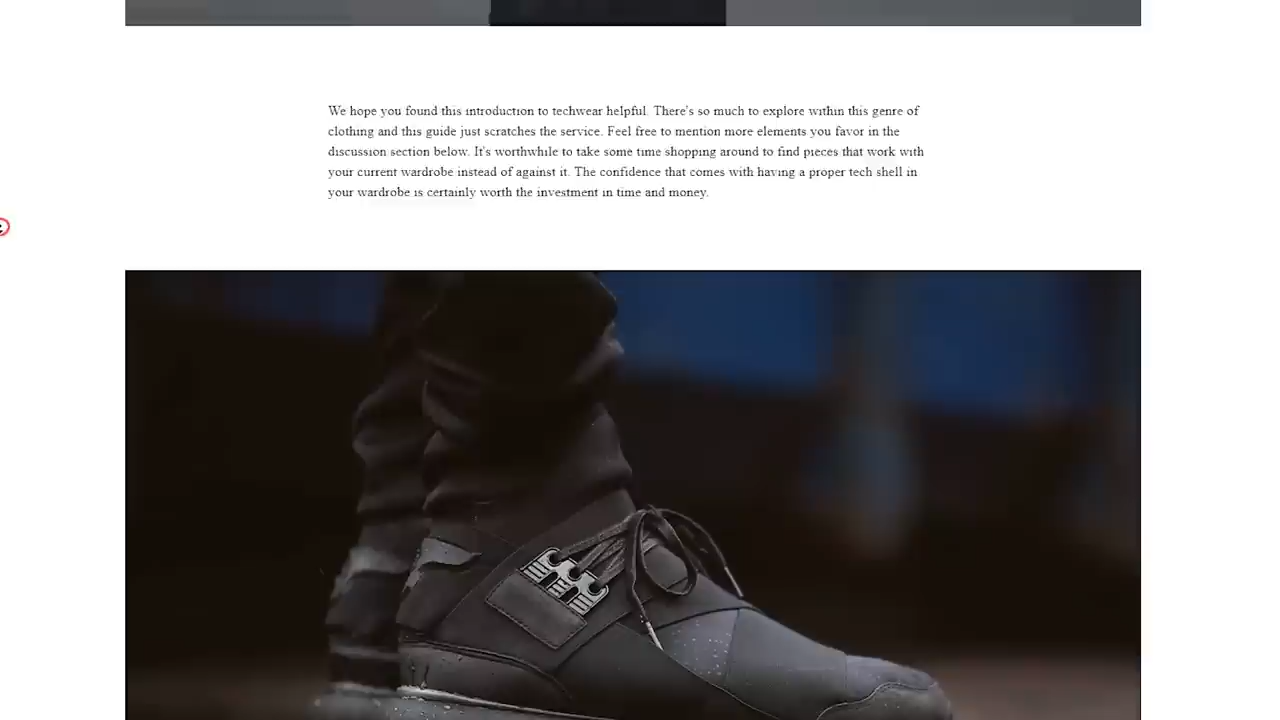 We hope you found this introduction to techwear helpful. There's so much to explore within this genre of
clothing and this guide just scratches the service. Feel free to mention more elements you favor in the
discussion section below. It's worthwhile to take some time shopping around to find pieces that work with
your current wardrobe instead of against it. The confidence that comes with having a proper tech shell in
your wardrobe is certainly worth the investment in time and money.